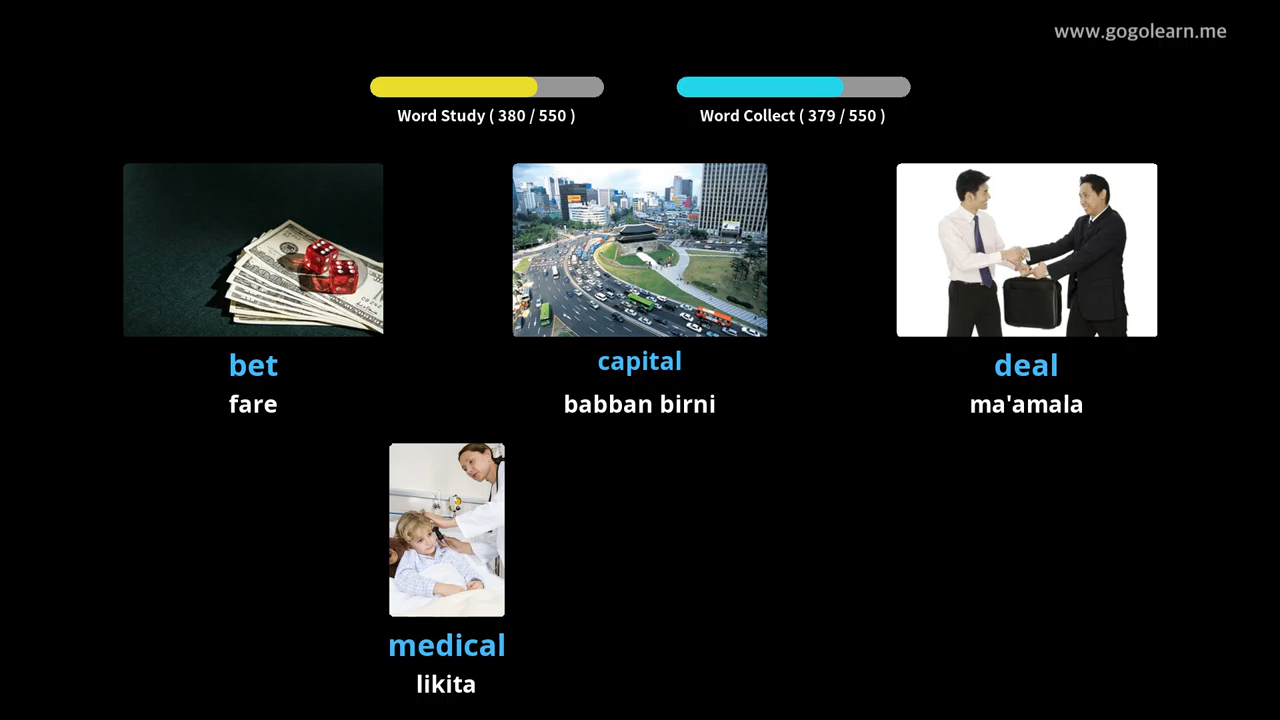 www.gogolearn.me
Word Study ( 380 / 550 )
Word Collect ( 379 / 550 )
bet
fare
capital
babban birni
deal
ma'amala
medical
likita